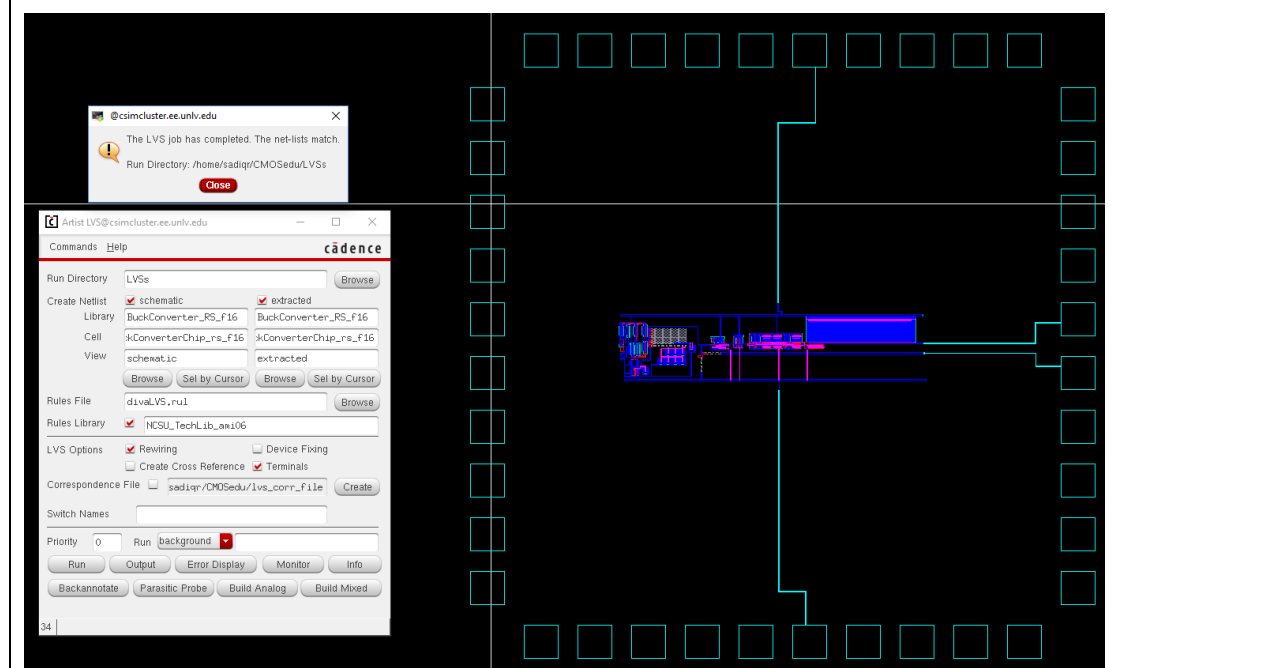 @csimcluster.ee.unlv.edu
The LVS job has completed. The net-lists match.
Run Directory: /home/sadiqr/CMOSedu/LVSs
Close
Artist LVS@csimcluster.ee.unlv.edu
Commands Help cādence
Run Directory LVSs Browse
Create Netlist schematic extracted
Library BuckConverter_RS_f16 BuckConverter_RS_f16
Cell :kConverterChip_rs_f16 :kConverterChip_rs_f16
View schematic extracted
Browse Sel by Cursor Browse Sel by Cursor
Rules File divaLVS.rul Browse
Rules Library NCSU_TechLib_ami06
LVS Options Rewiring Device Fixing
Create Cross Reference Terminals
Correspondence File sadiqr/CMOSedu/lvs_corr_file Create
Switch Names
Priority 0 Run background
Run Output Error Display Monitor Info
Backannotate Parasitic Probe Build Analog Build Mixed
34